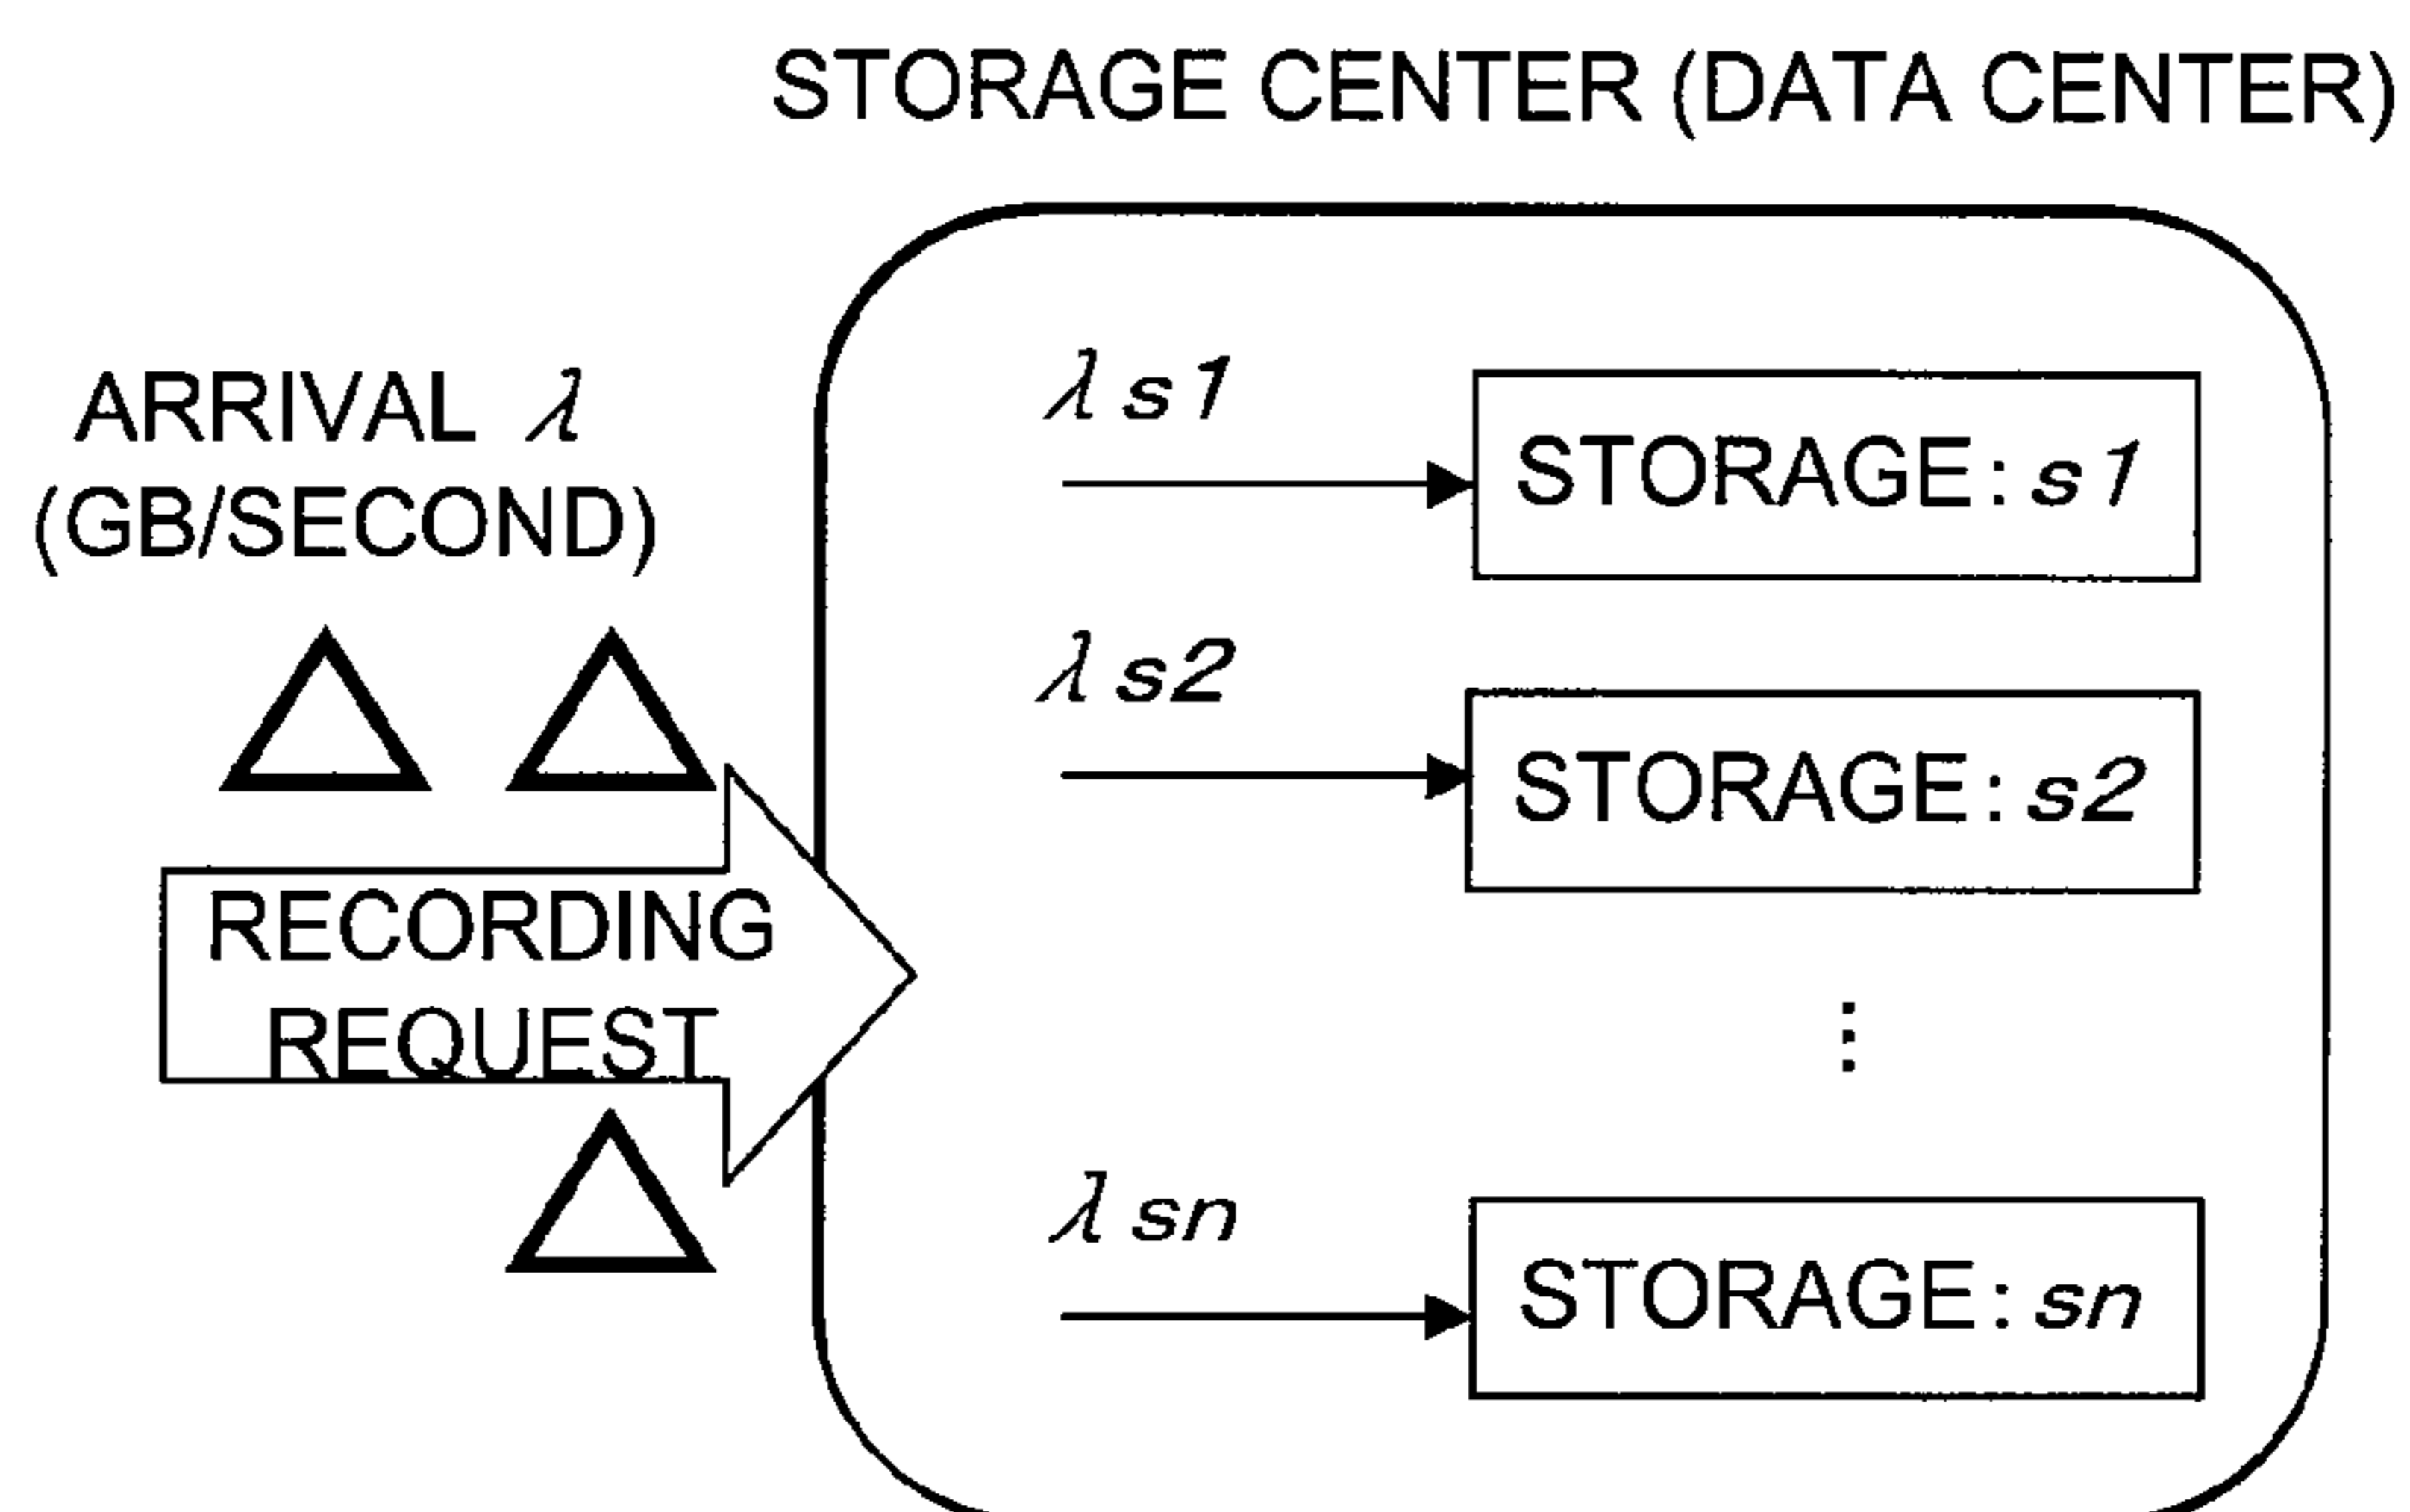 STORAGE CENTER (DATA CENTER)
ARRIVAL λ
(GB/SECOND)
RECORDING
REQUEST
λs1
STORAGE:s1
λs2
STORAGE:s2
⋮
λsn
STORAGE:sn